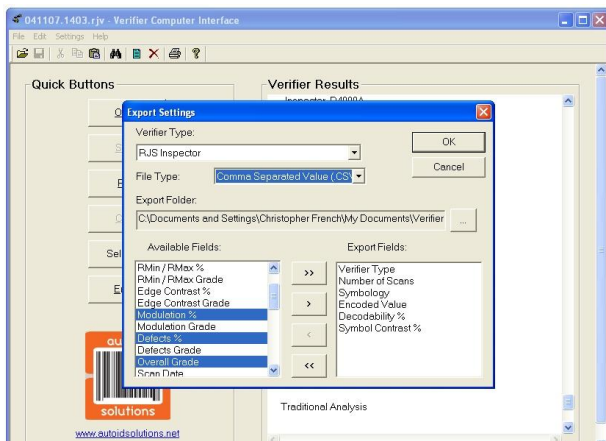 041107.1403.rjv - Verifier Computer Interface
File Edit Settings Help
Quick Buttons
Verifier Results
Export Settings
Verifier Type:
RJS Inspector
OK
File Type:
Comma Separated Value (.CSV
Cancel
Export Folder:
C:\Documents and Settings\Christopher French\My Documents\Verifier
...
Available Fields:
Export Fields:
RMin / RMax %
RMin / RMax Grade
Edge Contrast %
Edge Contrast Grade
Modulation %
Modulation Grade
Defects %
Defects Grade
Overall Grade
Scan Date
>>
>
<
<<
Verifier Type
Number of Scans
Symbology
Encoded Value
Decodability %
Symbol Contrast %
Sel
au
solutions
www.autoidsolutions.net
Traditional Analysis